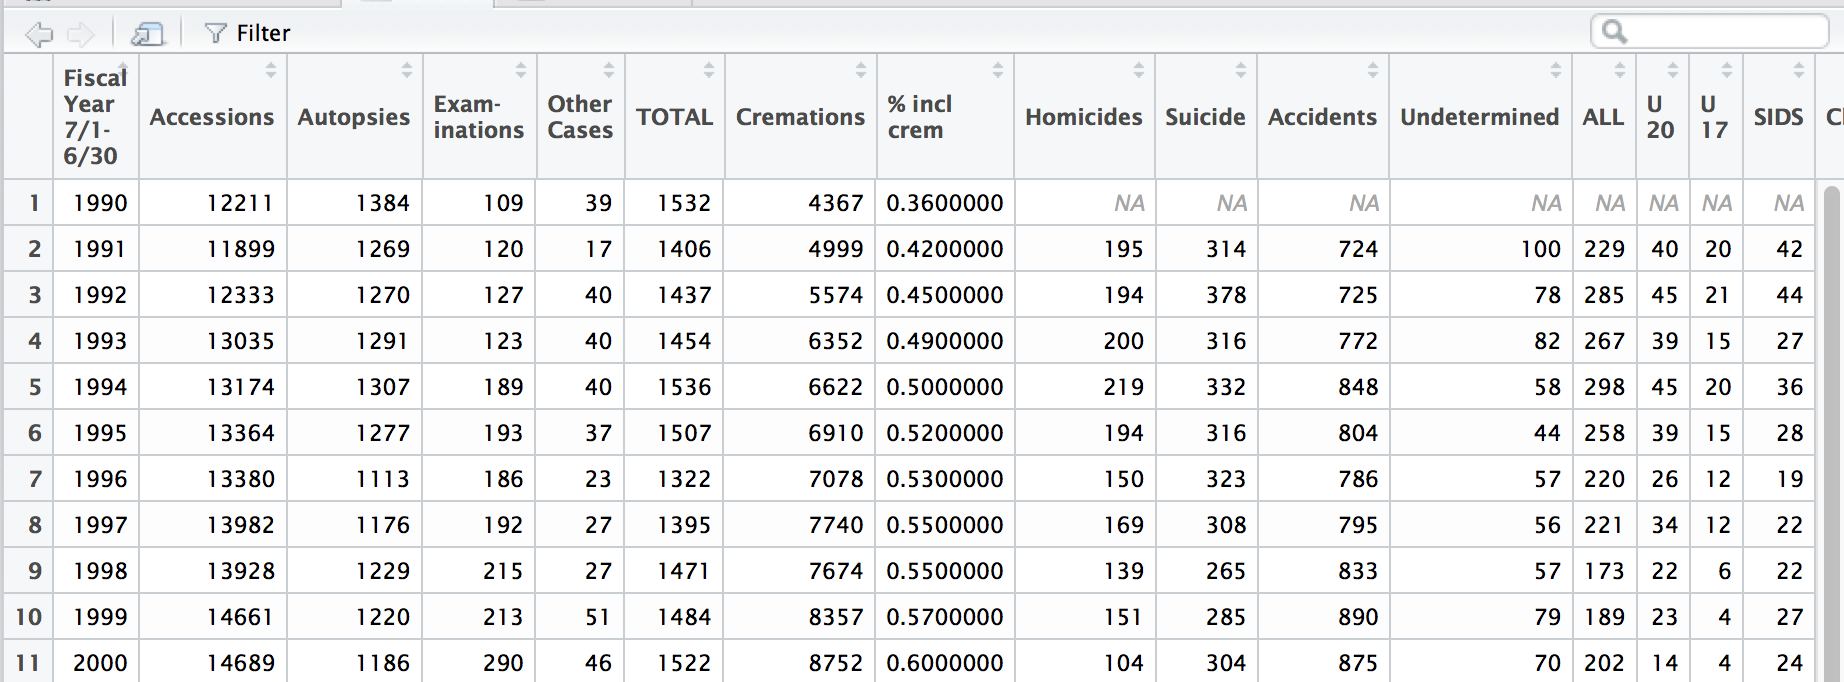 Filter
Fiscal Year 7/1-6/30 Accessions Autopsies Exam-inations Other Cases TOTAL Cremations % incl crem Homicides Suicide Accidents Undetermined ALL U 20 U 17 SIDS
1 1990 12211 1384 109 39 1532 4367 0.3600000 NA NA NA NA NA NA NA NA
2 1991 11899 1269 120 17 1406 4999 0.4200000 195 314 724 100 229 40 20 42
3 1992 12333 1270 127 40 1437 5574 0.4500000 194 378 725 78 285 45 21 44
4 1993 13035 1291 123 40 1454 6352 0.4900000 200 316 772 82 267 39 15 27
5 1994 13174 1307 189 40 1536 6622 0.5000000 219 332 848 58 298 45 20 36
6 1995 13364 1277 193 37 1507 6910 0.5200000 194 316 804 44 258 39 15 28
7 1996 13380 1113 186 23 1322 7078 0.5300000 150 323 786 57 220 26 12 19
8 1997 13982 1176 192 27 1395 7740 0.5500000 169 308 795 56 221 34 12 22
9 1998 13928 1229 215 27 1471 7674 0.5500000 139 265 833 57 173 22 6 22
10 1999 14661 1220 213 51 1484 8357 0.5700000 151 285 890 79 189 23 4 27
11 2000 14689 1186 290 46 1522 8752 0.6000000 104 304 875 70 202 14 4 24